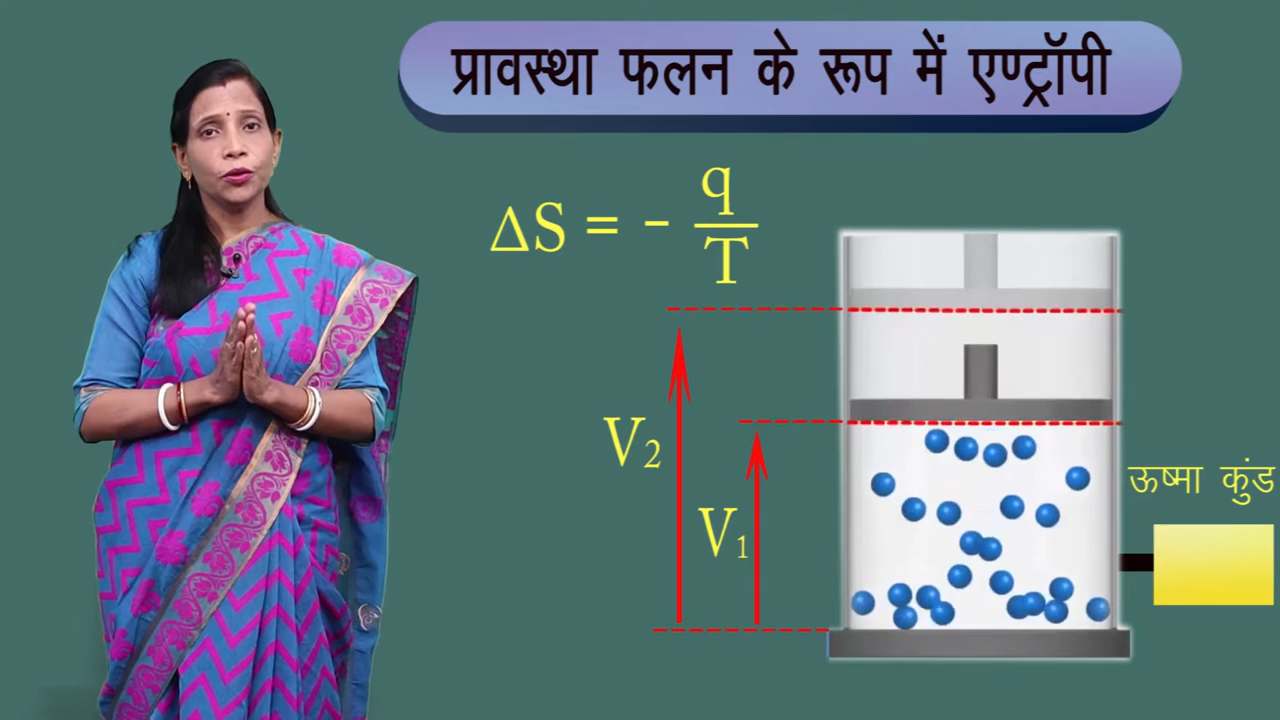 प्रावस्था फलन के रूप में एण्ट्रॉपी
ΔS = - q/T
V2
V1
ऊष्मा कुंड